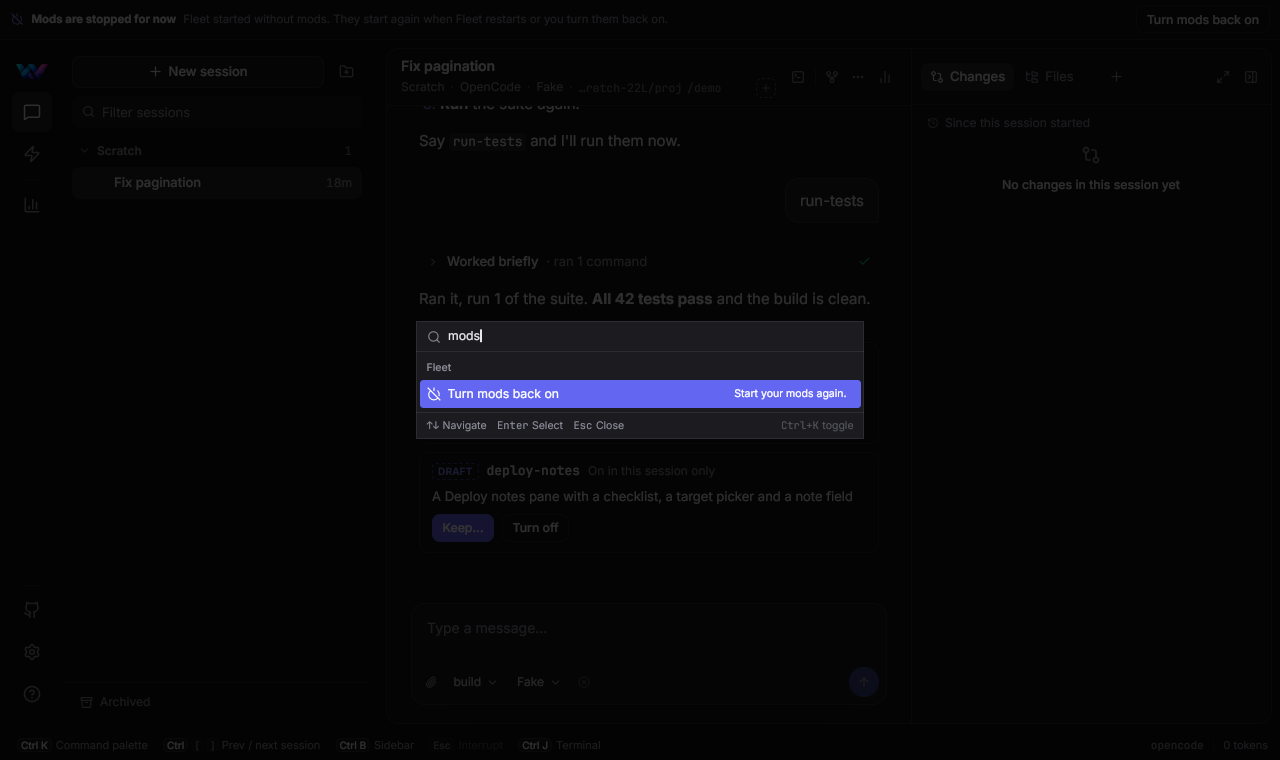 Mods are stopped for now Fleet started without mods. They start again when Fleet restarts or you turn them back on.
Turn mods back on
New session
Filter sessions
Scratch 1
Fix pagination 18m
Archived
Fix pagination
Scratch · OpenCode · Fake · …ratch-22L/proj /demo
Run the suite again.
Say run-tests and I'll run them now.
run-tests
Worked briefly · ran 1 command
Ran it, run 1 of the suite. All 42 tests pass and the build is clean.
mods
Fleet
Turn mods back on Start your mods again.
↑↓ Navigate Enter Select Esc Close Ctrl+K toggle
DRAFT deploy-notes On in this session only
A Deploy notes pane with a checklist, a target picker and a note field
Keep… Turn off
Type a message...
build Fake
Changes Files
Since this session started
No changes in this session yet
Ctrl K Command palette Ctrl [ ] Prev / next session Ctrl B Sidebar Esc Interrupt Ctrl J Terminal
opencode 0 tokens